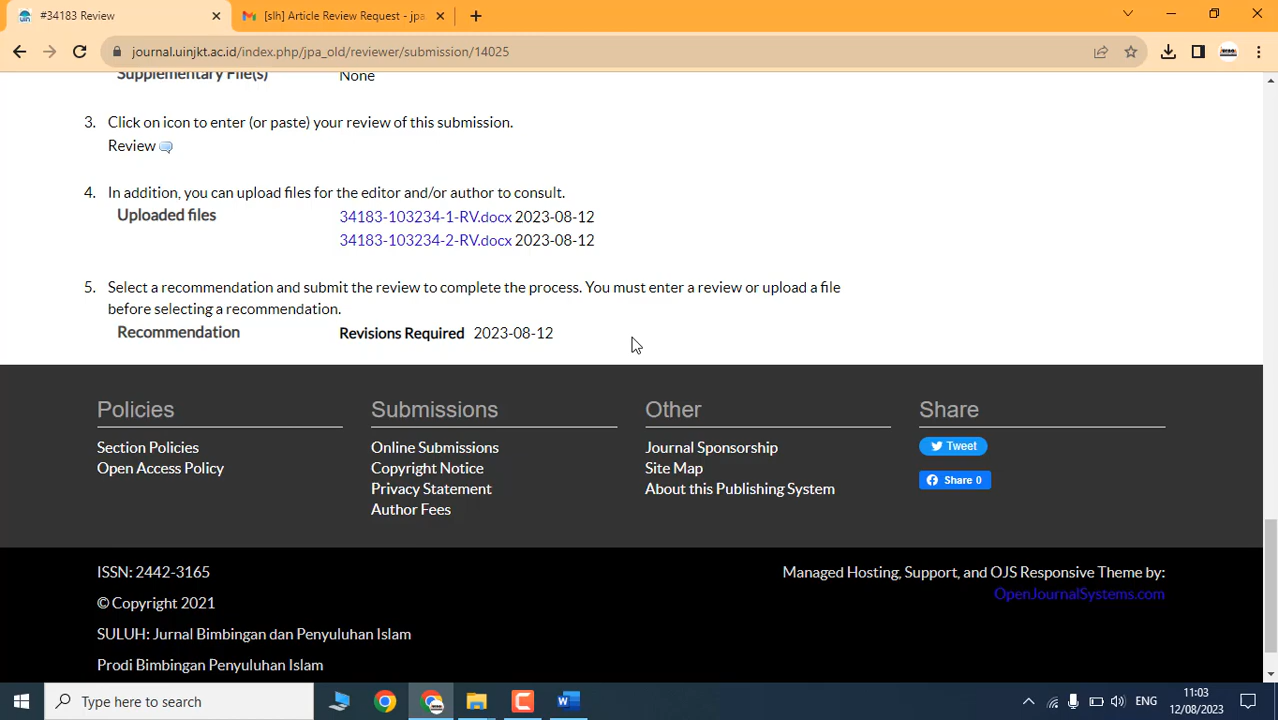 #34183 Review
[slh] Article Review Request - jpa
journal.uinjkt.ac.id/index.php/jpa_old/reviewer/submission/14025
Supplementary File(s) None
3. Click on icon to enter (or paste) your review of this submission.
Review
4. In addition, you can upload files for the editor and/or author to consult.
Uploaded files 34183-103234-1-RV.docx 2023-08-12
34183-103234-2-RV.docx 2023-08-12
5. Select a recommendation and submit the review to complete the process. You must enter a review or upload a file
before selecting a recommendation.
Recommendation Revisions Required 2023-08-12
Policies
Section Policies
Open Access Policy
Submissions
Online Submissions
Copyright Notice
Privacy Statement
Author Fees
Other
Journal Sponsorship
Site Map
About this Publishing System
Share
Tweet
Share 0
ISSN: 2442-3165
© Copyright 2021
SULUH: Jurnal Bimbingan dan Penyuluhan Islam
Prodi Bimbingan Penyuluhan Islam
Managed Hosting, Support, and OJS Responsive Theme by:
OpenJournalSystems.com
Type here to search
ENG
11:03
12/08/2023